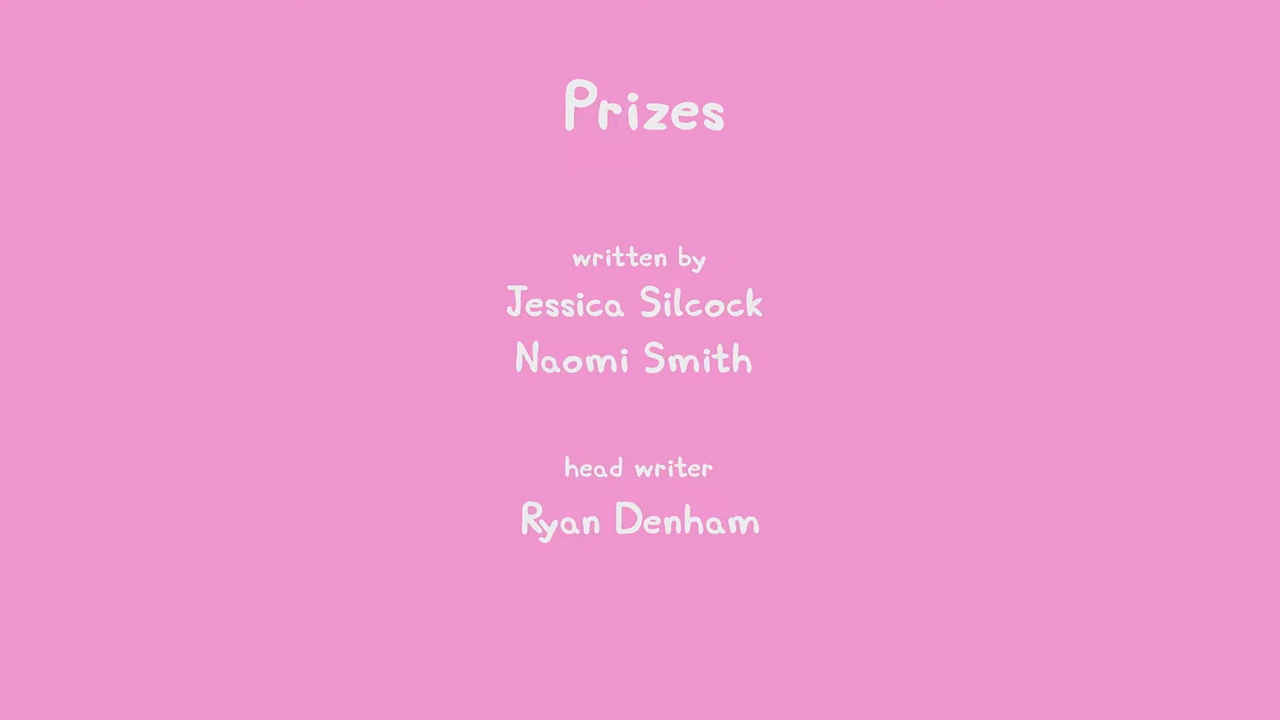 Prizes
written by
Jessica Silcock
Naomi Smith
head writer
Ryan Denham